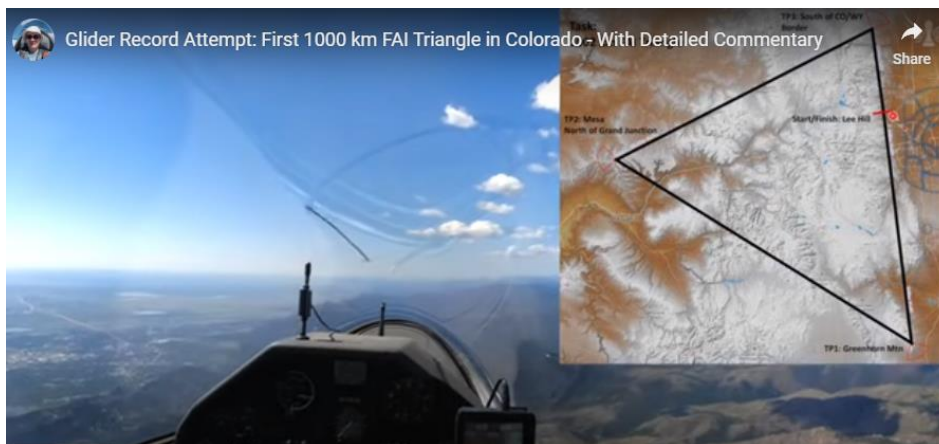 Glider Record Attempt: First 1000 km FAI Triangle in Colorado - With Detailed Commentary
Share
Task:
TP3: South of CO/WY
Border
Start/Finish: Lee Hill
TP2: Mesa
North of Grand Junction
TP1: Greenhorn Mtn